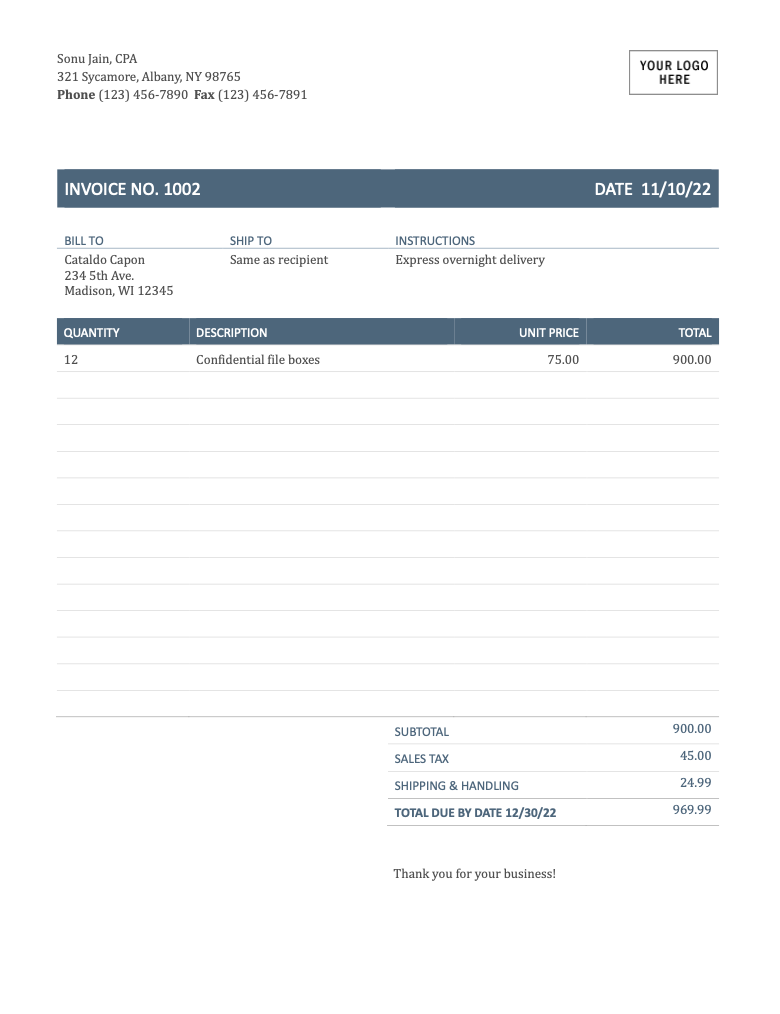 Sonu Jain, CPA
321 Sycamore, Albany, NY 98765
Phone (123) 456-7890  Fax (123) 456-7891
YOUR LOGO
HERE
INVOICE NO. 1002 DATE  11/10/22
BILL TO SHIP TO INSTRUCTIONS
Cataldo Capon Same as recipient Express overnight delivery
234 5th Ave.
Madison, WI 12345
QUANTITY DESCRIPTION UNIT PRICE TOTAL
12 Confidential file boxes 75.00 900.00
SUBTOTAL 900.00
SALES TAX 45.00
SHIPPING & HANDLING 24.99
TOTAL DUE BY DATE 12/30/22 969.99
Thank you for your business!